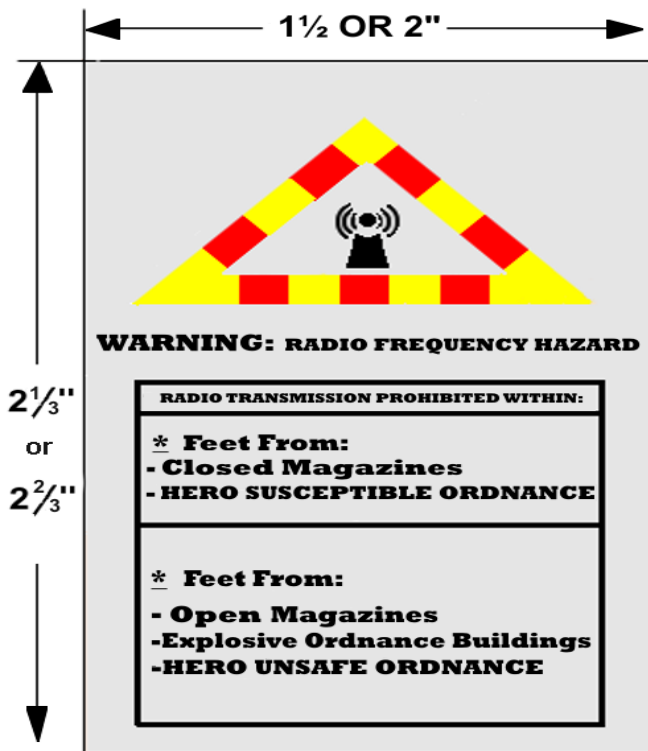 1½ OR 2"
2⅓"
or
2⅔"
WARNING: RADIO FREQUENCY HAZARD
RADIO TRANSMISSION PROHIBITED WITHIN:
* Feet From:
- Closed Magazines
- HERO SUSCEPTIBLE ORDNANCE
* Feet From:
- Open Magazines
-Explosive Ordnance Buildings
-HERO UNSAFE ORDNANCE